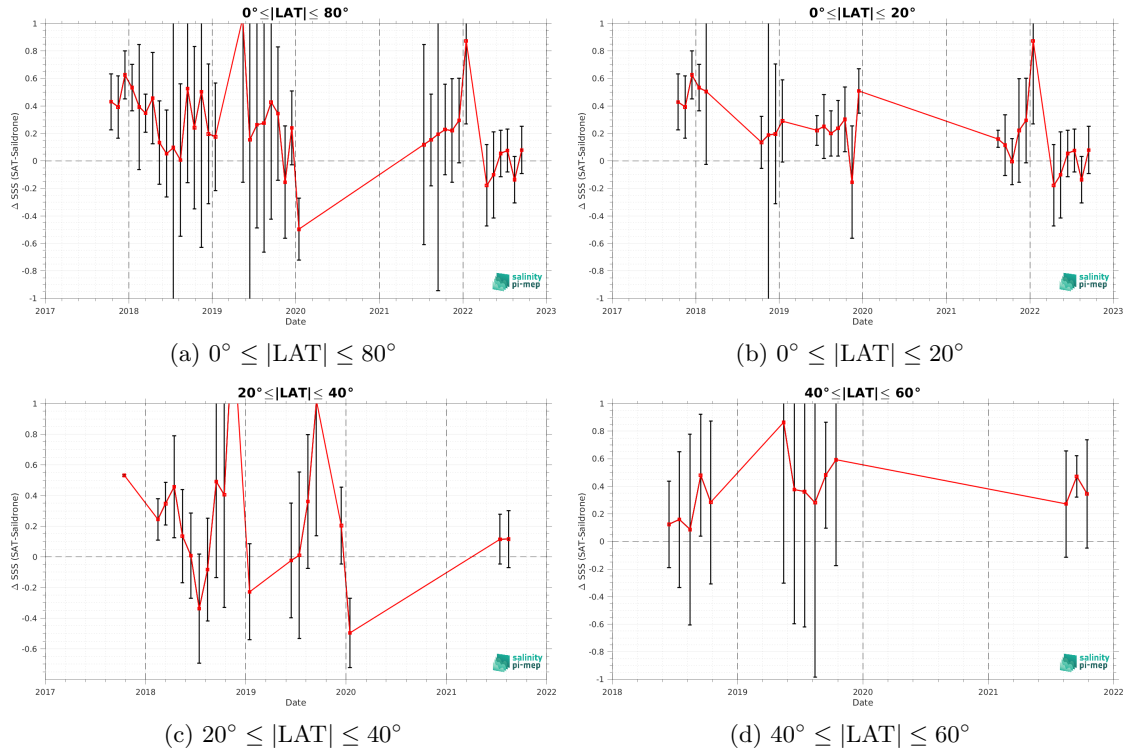 0°≤|LAT|≤ 80°
1
0.8
0.6
0.4
0.2
0
-0.2
-0.4
-0.6
-0.8
-1
Δ SSS (SAT-Saildrone)
2017 2018 2019 2020 2021 2022 2023
Date
salinity
pi-mep
(a) 0° ≤ |LAT| ≤ 80°
0°≤|LAT|≤ 20°
1
0.8
0.6
0.4
0.2
0
-0.2
-0.4
-0.6
-0.8
-1
Δ SSS (SAT-Saildrone)
2017 2018 2019 2020 2021 2022 2023
Date
salinity
pi-mep
(b) 0° ≤ |LAT| ≤ 20°
20°≤|LAT|≤ 40°
1
0.8
0.6
0.4
0.2
0
-0.2
-0.4
-0.6
Δ SSS (SAT-Saildrone)
2017 2018 2019 2020 2021 2022
Date
salinity
pi-mep
(c) 20° ≤ |LAT| ≤ 40°
40°≤|LAT|≤ 60°
1
0.8
0.6
0.4
0.2
0
-0.2
-0.4
-0.6
-0.8
-1
Δ SSS (SAT-Saildrone)
2018 2019 2020 2021 2022
Date
salinity
pi-mep
(d) 40° ≤ |LAT| ≤ 60°